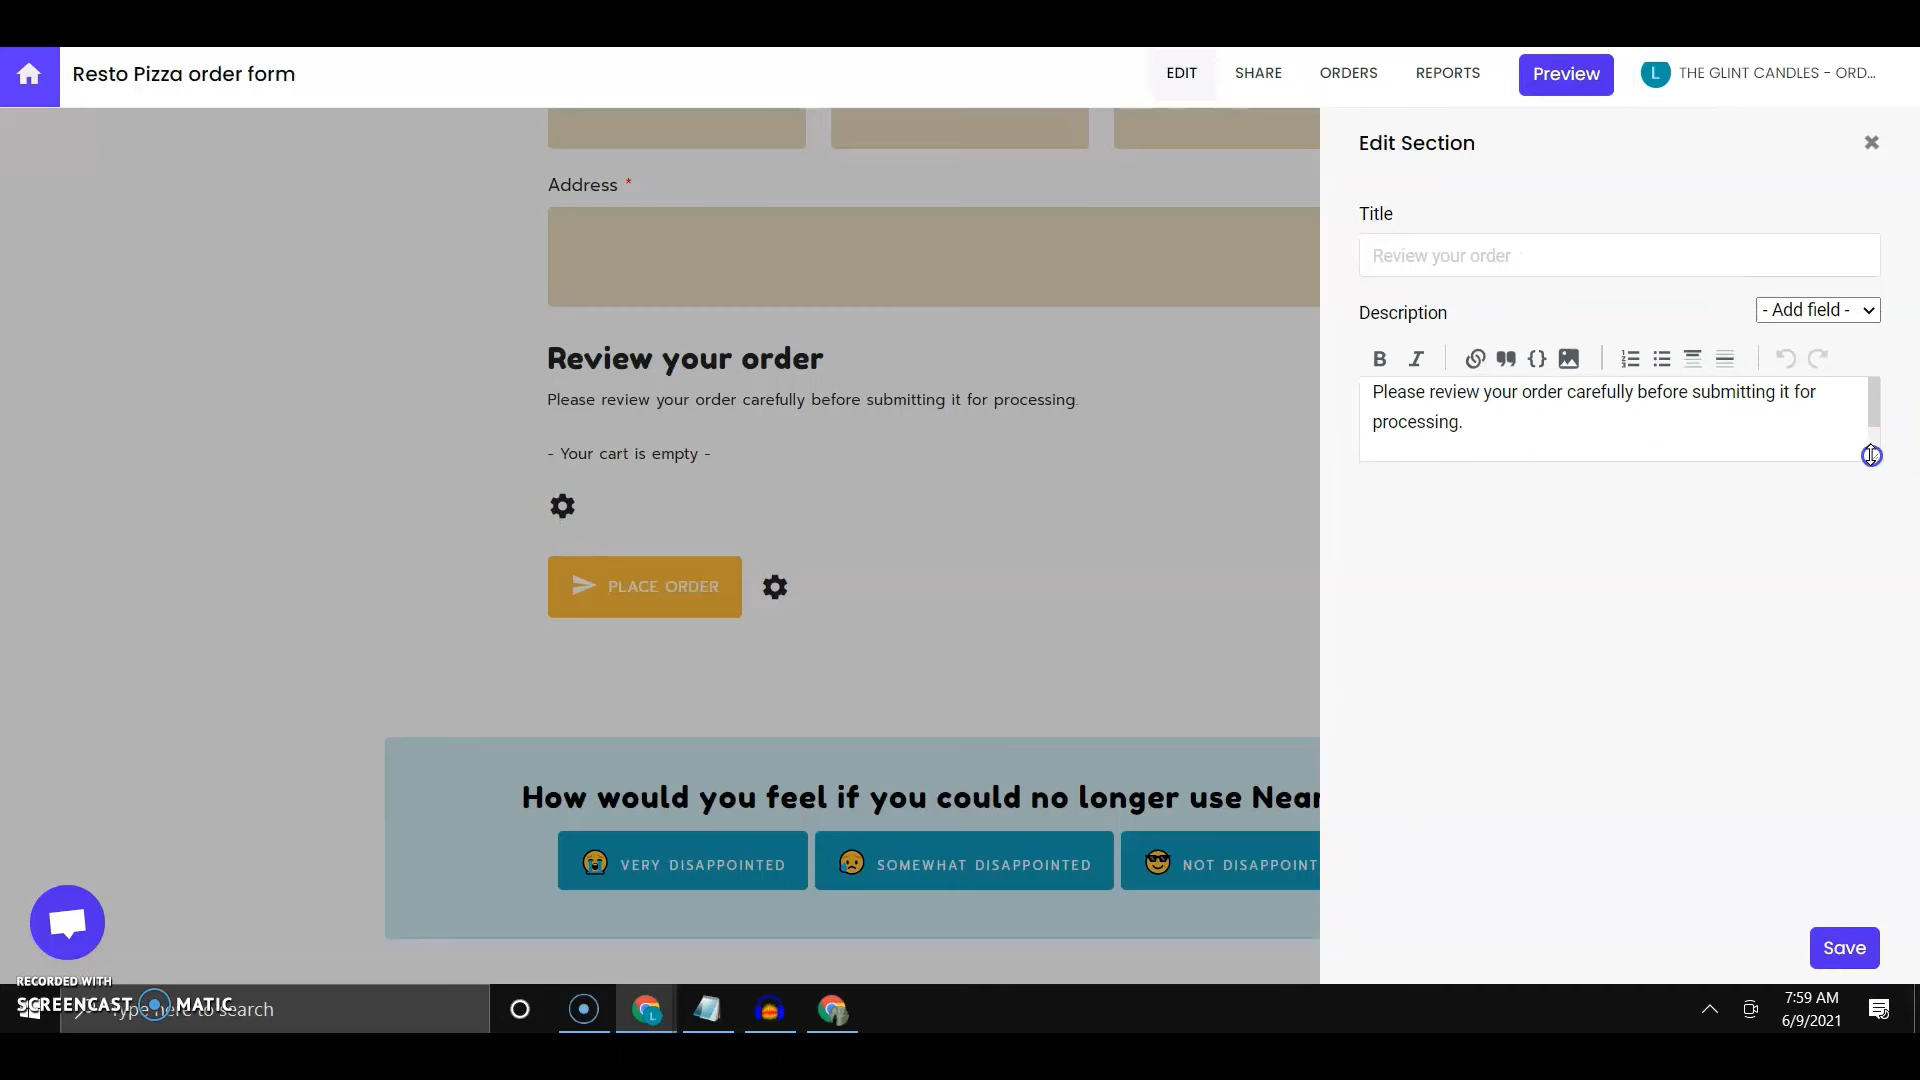 Resto Pizza order form
EDIT
SHARE
ORDERS
REPORTS
Preview
L
THE GLINT CANDLES - ORD...
Address *
Review your order
Please review your order carefully before submitting it for processing.
- Your cart is empty -
PLACE ORDER
How would you feel if you could no longer use Near
VERY DISAPPOINTED
SOMEWHAT DISAPPOINTED
NOT DISAPPOINT
Edit Section
Title
Review your order
Description
- Add field -
Please review your order carefully before submitting it for
processing.
Save
RECORDED WITH
SCREENCAST MATIC
Type here to search
7:59 AM
6/9/2021